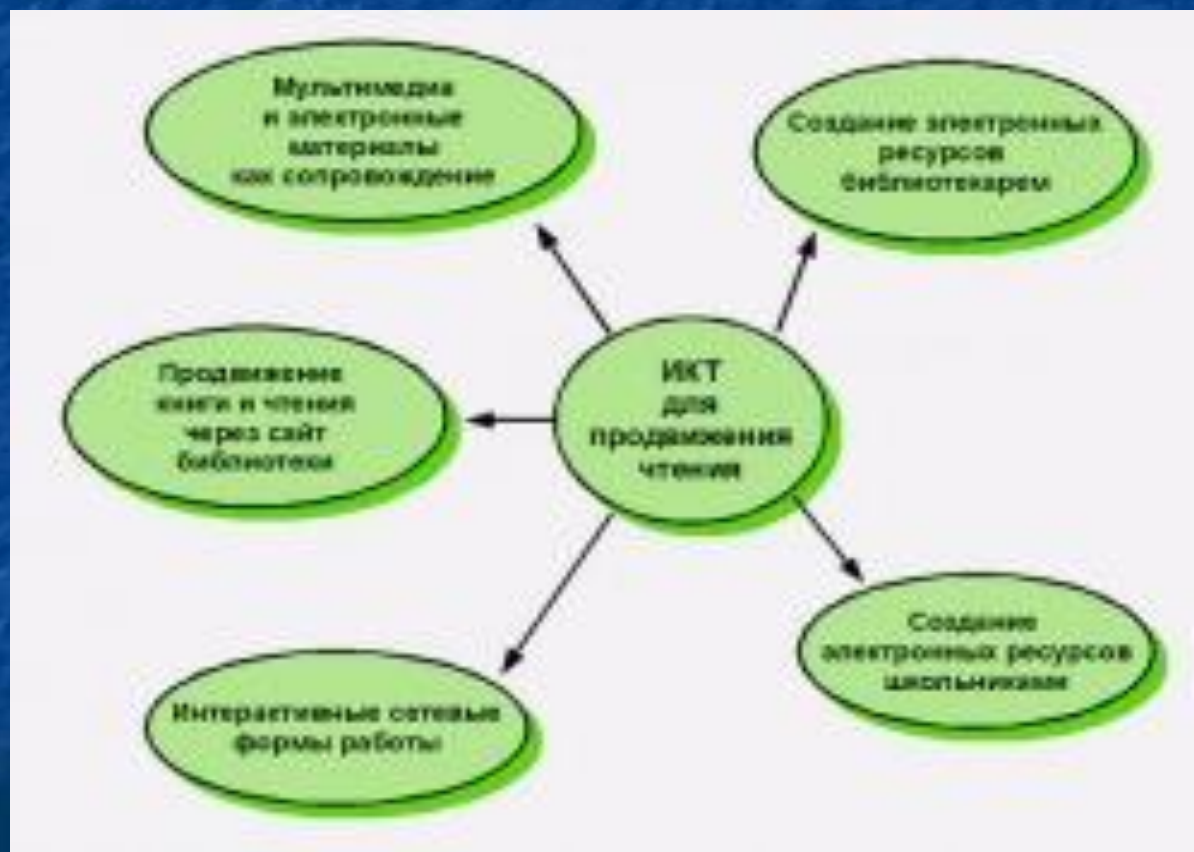 Мультимедиа
и электронные
материалы
как сопровождение
Создание электронных
ресурсов
библиотекарем
ИКТ
для
продвижения
чтения
Продвижение
книги и чтения
через сайт
библиотеки
Создание
электронных ресурсов
школьниками
Интерактивные сетевые
формы работы